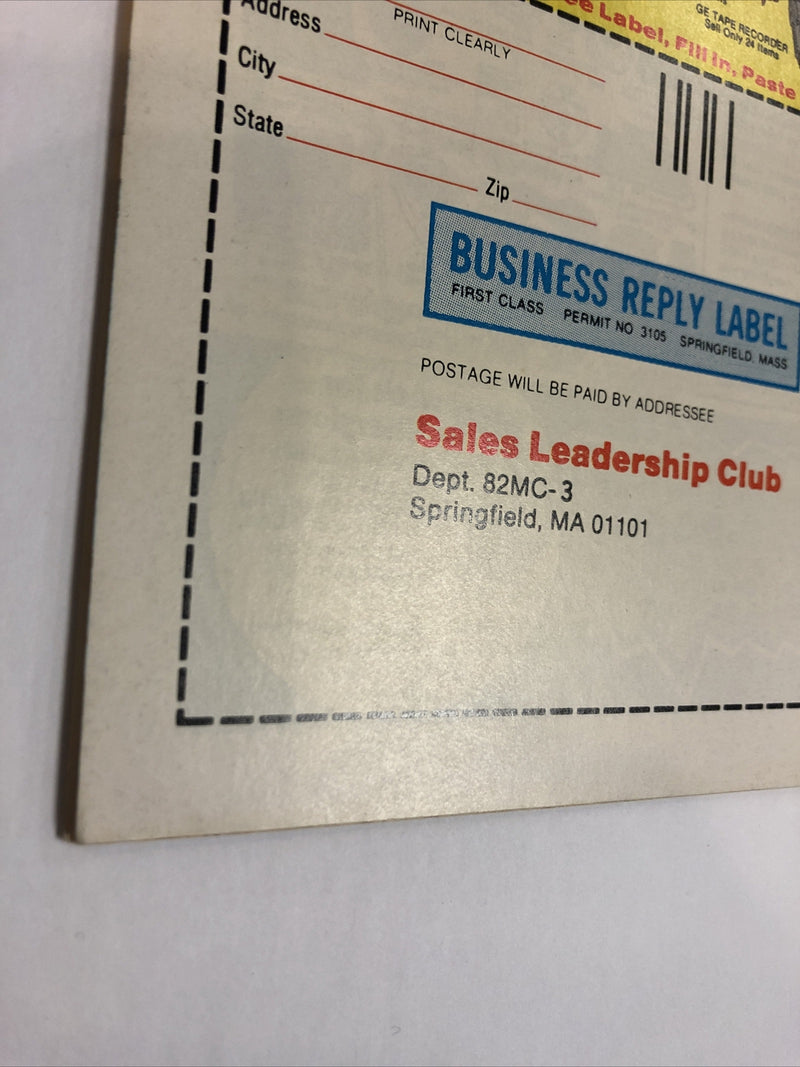 GE TAPE RECORDER
Sell Only 24 Items
Label, Fill In, Paste
PRINT CLEARLY
Address
City
State
Zip
BUSINESS REPLY LABEL
FIRST CLASS PERMIT NO 3105 SPRINGFIELD, MASS
POSTAGE WILL BE PAID BY ADDRESSEE
Sales Leadership Club
Dept. 82MC-3
Springfield, MA 01101